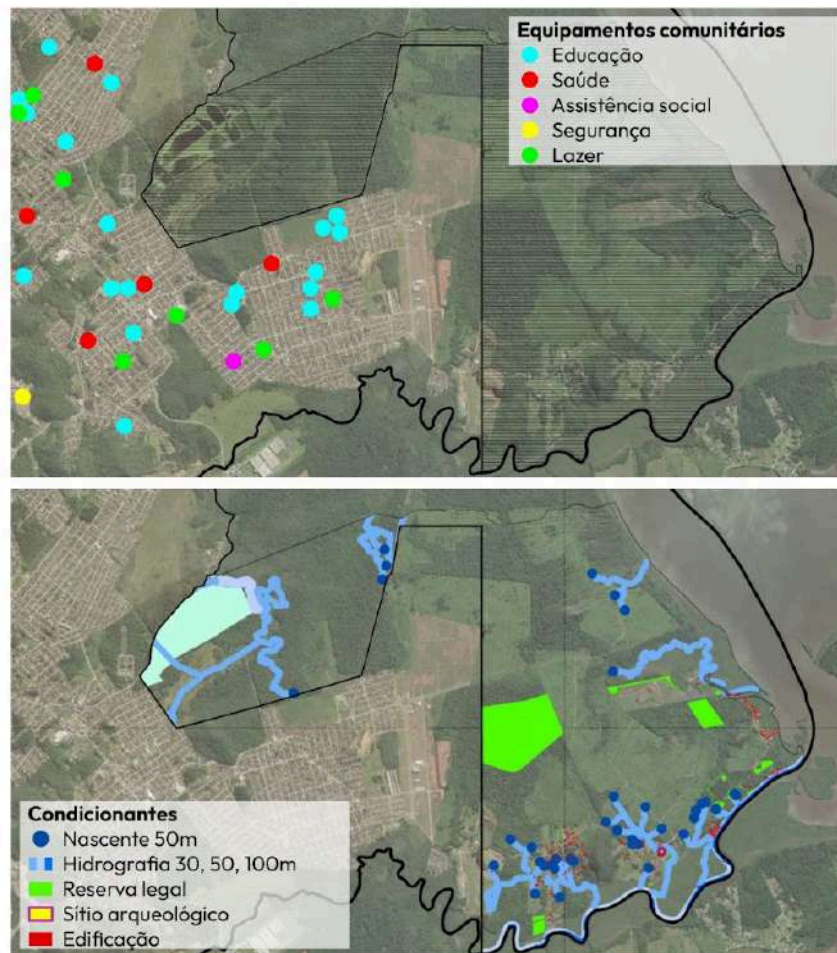 Equipamentos comunitários
Educação
Saúde
Assistência social
Segurança
Lazer
Condicionantes
Nascente 50m
Hidrografia 30, 50, 100m
Reserva legal
Sítio arqueológico
Edificação